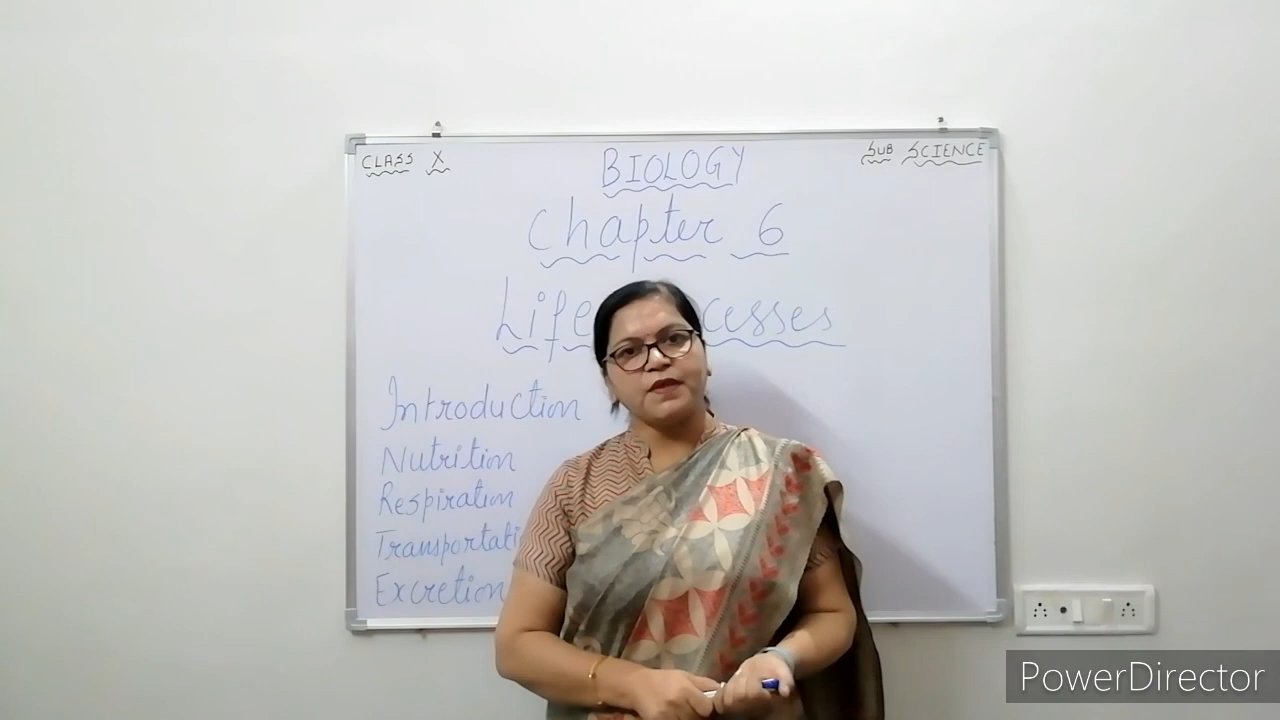 CLASS X
BIOLOGY
SUB SCIENCE
Chapter 6
Life cesses
Introduction
Nutrition
Respiration
Transportati
Excretion
PowerDirector